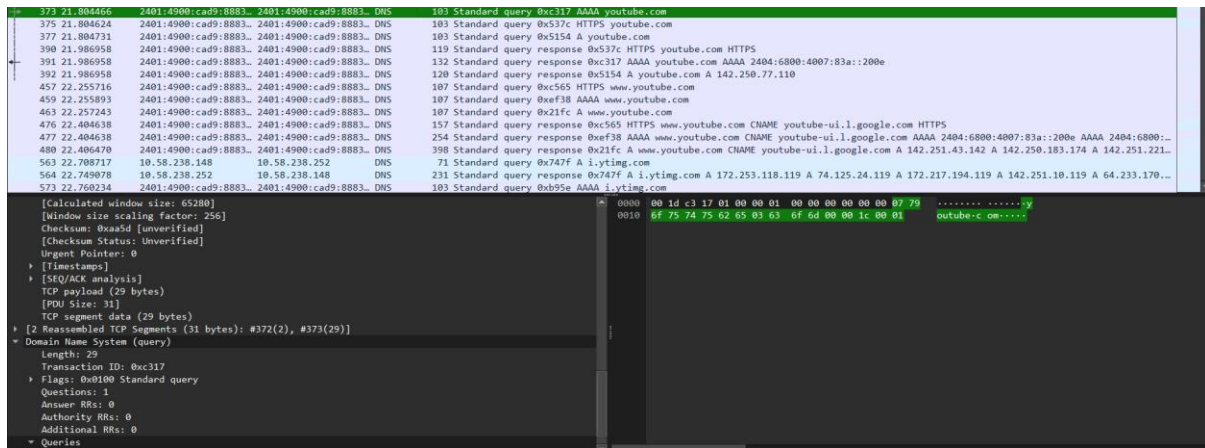 373 21.804466 2401:4900:cad9:8883… 2401:4900:cad9:8883… DNS 103 Standard query 0xc317 AAAA youtube.com
375 21.804624 2401:4900:cad9:8883… 2401:4900:cad9:8883… DNS 103 Standard query 0x537c HTTPS youtube.com
377 21.804731 2401:4900:cad9:8883… 2401:4900:cad9:8883… DNS 103 Standard query 0x5154 A youtube.com
390 21.986958 2401:4900:cad9:8883… 2401:4900:cad9:8883… DNS 119 Standard query response 0x537c HTTPS youtube.com HTTPS
391 21.986958 2401:4900:cad9:8883… 2401:4900:cad9:8883… DNS 132 Standard query response 0xc317 AAAA youtube.com AAAA 2404:6800:4007:83a::200e
392 21.986958 2401:4900:cad9:8883… 2401:4900:cad9:8883… DNS 120 Standard query response 0x5154 A youtube.com A 142.250.77.110
457 22.255716 2401:4900:cad9:8883… 2401:4900:cad9:8883… DNS 107 Standard query 0xc565 HTTPS www.youtube.com
459 22.255893 2401:4900:cad9:8883… 2401:4900:cad9:8883… DNS 107 Standard query 0xef38 AAAA www.youtube.com
463 22.257243 2401:4900:cad9:8883… 2401:4900:cad9:8883… DNS 107 Standard query 0x21fc A www.youtube.com
476 22.404638 2401:4900:cad9:8883… 2401:4900:cad9:8883… DNS 157 Standard query response 0xc565 HTTPS www.youtube.com CNAME youtube-ui.l.google.com HTTPS
477 22.404638 2401:4900:cad9:8883… 2401:4900:cad9:8883… DNS 254 Standard query response 0xef38 AAAA www.youtube.com CNAME youtube-ui.l.google.com AAAA 2404:6800:4007:83a::200e AAAA 2404:6800:…
480 22.406470 2401:4900:cad9:8883… 2401:4900:cad9:8883… DNS 398 Standard query response 0x21fc A www.youtube.com CNAME youtube-ui.l.google.com A 142.251.43.142 A 142.250.183.174 A 142.251.221…
563 22.708717 10.58.238.148 10.58.238.252 DNS 71 Standard query 0x747f A i.ytimg.com
564 22.749078 10.58.238.252 10.58.238.148 DNS 231 Standard query response 0x747f A i.ytimg.com A 172.253.118.119 A 74.125.24.119 A 172.217.194.119 A 142.251.10.119 A 64.233.170.…
573 22.760234 2401:4900:cad9:8883… 2401:4900:cad9:8883… DNS 103 Standard query 0xb95e AAAA i.ytimg.com
[Calculated window size: 65280]
[Window size scaling factor: 256]
Checksum: 0xaa5d [unverified]
[Checksum Status: Unverified]
Urgent Pointer: 0
[Timestamps]
[SEQ/ACK analysis]
TCP payload (29 bytes)
[PDU Size: 31]
TCP segment data (29 bytes)
[2 Reassembled TCP Segments (31 bytes): #372(2), #373(29)]
Domain Name System (query)
Length: 29
Transaction ID: 0xc317
Flags: 0x0100 Standard query
Questions: 1
Answer RRs: 0
Authority RRs: 0
Additional RRs: 0
Queries
0000 00 1d c3 17 01 00 00 01 00 00 00 00 00 00 07 79 ········ ·······y
0010 6f 75 74 75 62 65 03 63 6f 6d 00 00 1c 00 01 outube·c om·····